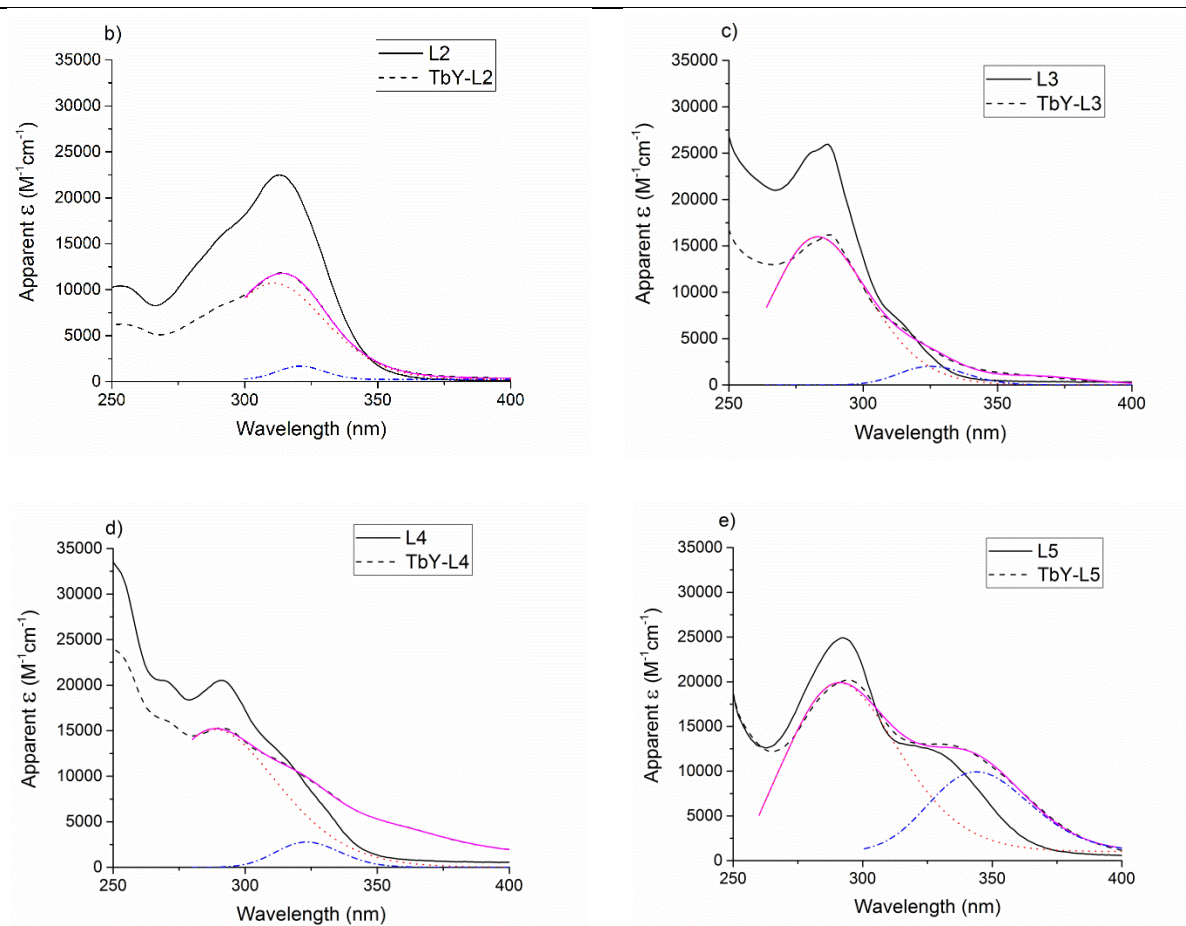 b)
L2
TbY-L2
35000
30000
25000
20000
15000
10000
5000
0
Apparent ε (M⁻¹cm⁻¹)
250 300 350 400
Wavelength (nm)
c)
L3
TbY-L3
35000
30000
25000
20000
15000
10000
5000
0
Apparent ε (M⁻¹cm⁻¹)
250 300 350 400
Wavelength (nm)
d)
L4
TbY-L4
35000
30000
25000
20000
15000
10000
5000
0
Apparent ε (M⁻¹cm⁻¹)
250 300 350 400
Wavelength (nm)
e)
L5
TbY-L5
35000
30000
25000
20000
15000
10000
5000
0
Apparent ε (M⁻¹cm⁻¹)
250 300 350 400
Wavelength (nm)